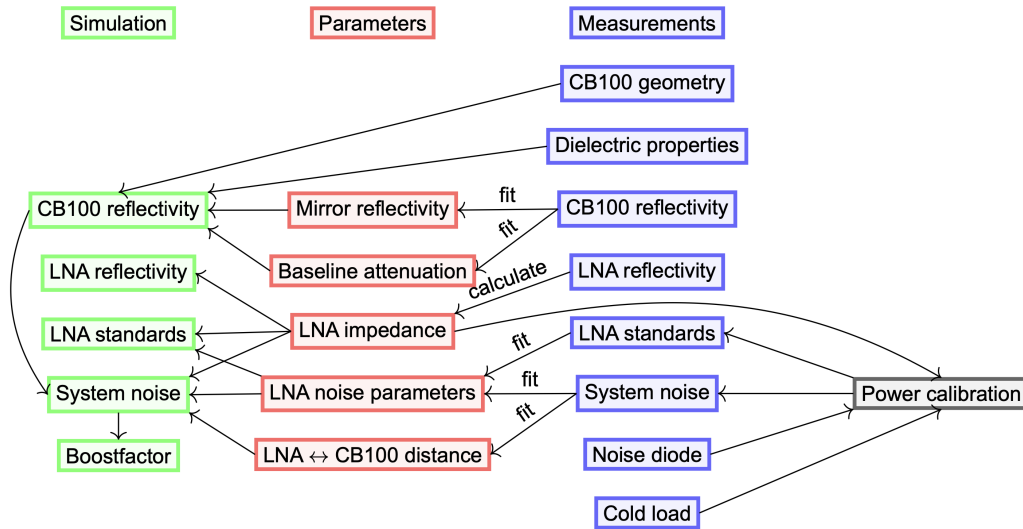 Simulation
Parameters
Measurements
CB100 geometry
Dielectric properties
CB100 reflectivity
Mirror reflectivity
fit
CB100 reflectivity
fit
LNA reflectivity
Baseline attenuation
calculate
LNA reflectivity
LNA standards
LNA impedance
fit
LNA standards
System noise
LNA noise parameters
fit
System noise
Power calibration
fit
Boostfactor
LNA ↔ CB100 distance
Noise diode
Cold load